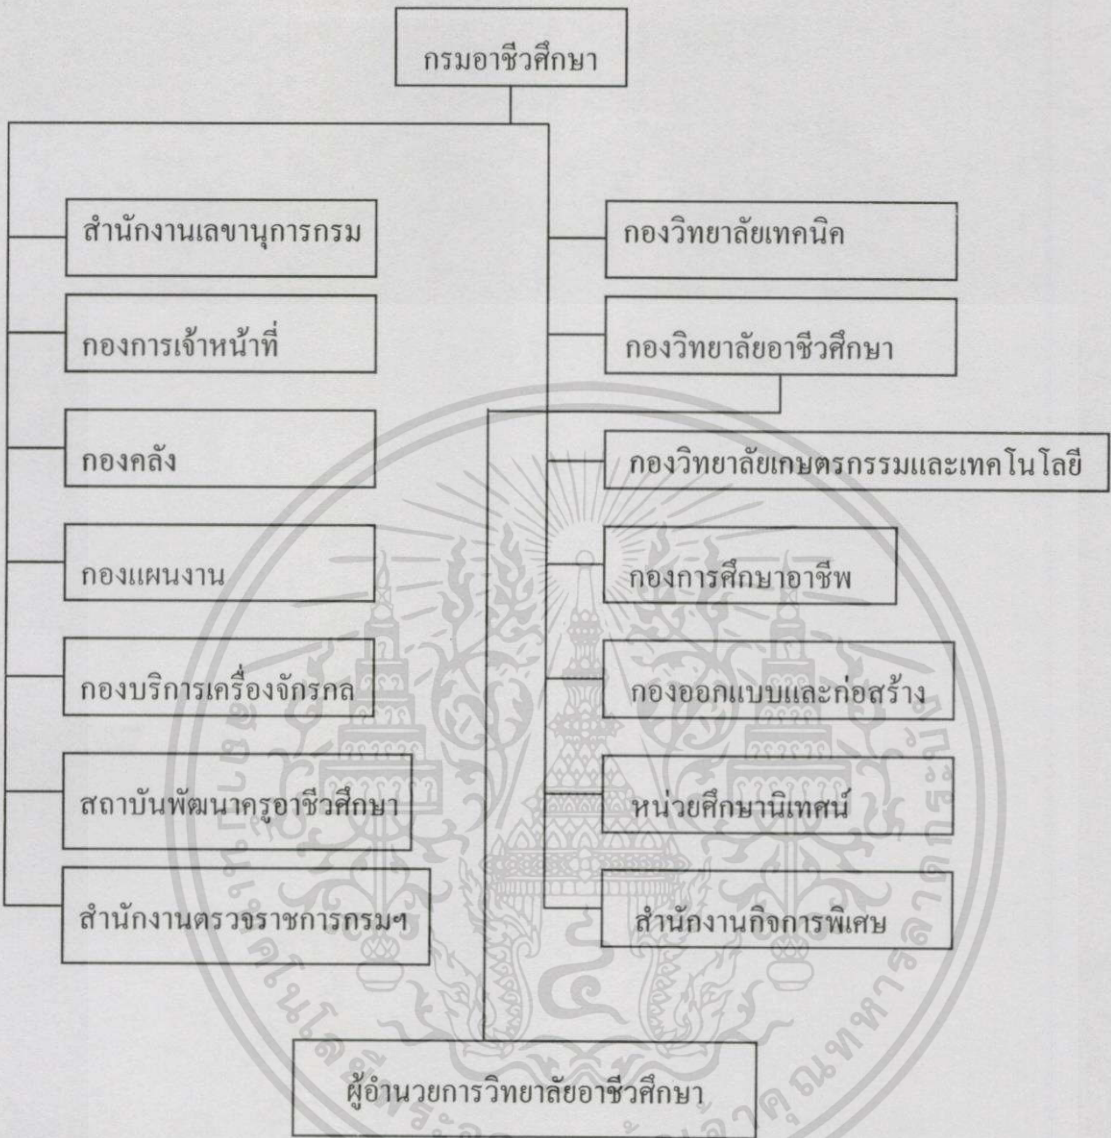 กรมอาชีวศึกษา
สำนักงานเลขานุการกรม
กองการเจ้าหน้าที่
กองคลัง
กองแผนงาน
กองบริการเครื่องจักรกล
สถาบันพัฒนาครูอาชีวศึกษา
สำนักงานตรวจราชการกรมฯ
กองวิทยาลัยเทคนิค
กองวิทยาลัยอาชีวศึกษา
กองวิทยาลัยเกษตรกรรมและเทคโนโลยี
กองการศึกษาอาชีพ
กองออกแบบและก่อสร้าง
หน่วยศึกษานิเทศน์
สำนักงานกิจการพิเศษ
ผู้อำนวยการวิทยาลัยอาชีวศึกษา